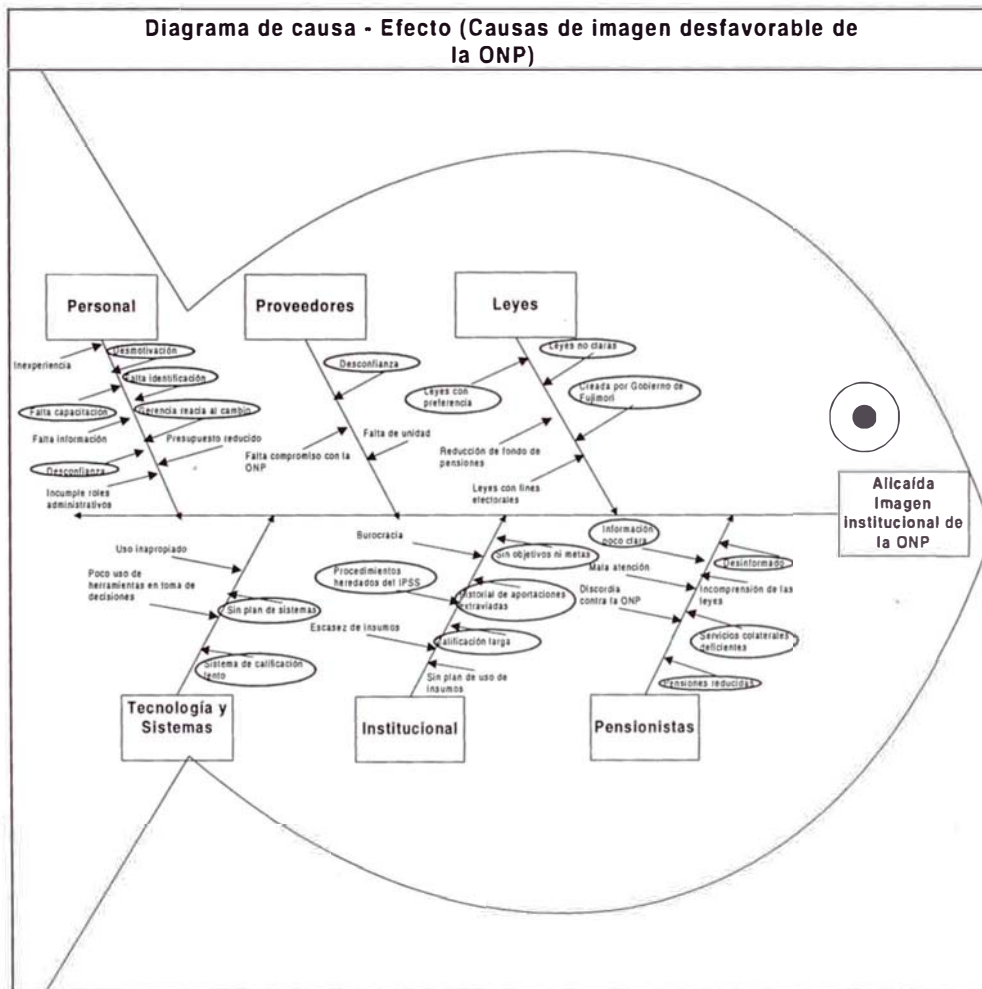 Diagrama de causa - Efecto (Causas de imagen desfavorable de
la ONP)
Personal
Proveedores
Leyes
Inexperiencia
Desmotivación
Falta identificación
Falta capacitación
Gerencia reacia al cambio
Falta información
Presupuesto reducido
Desconfianza
Incumple roles
administrativos
Desconfianza
Falta de unidad
Falta compromiso con la
ONP
Leyes no claras
Leyes con
preferencia
Creada por Gobierno de
Fujimori
Reducción de fondo de
pensiones
Leyes con fines
electorales
Alicaída
Imagen
institucional de
la ONP
Uso inapropiado
Poco uso de
herramientas en toma de
decisiones
Sin plan de sistemas
Sistema de calificación
lento
Burocracia
Sin objetivos ni metas
Procedimientos
heredados del IPSS
Historial de aportaciones
extraviadas
Escasez de insumos
Calificación larga
Sin plan de uso de
insumos
Información
poco clara
Desinformado
Mala atención
Incomprensión de las
leyes
Discordia
contra la ONP
Servicios colaterales
deficientes
Pensiones reducidas
Tecnología y
Sistemas
Institucional
Pensionistas